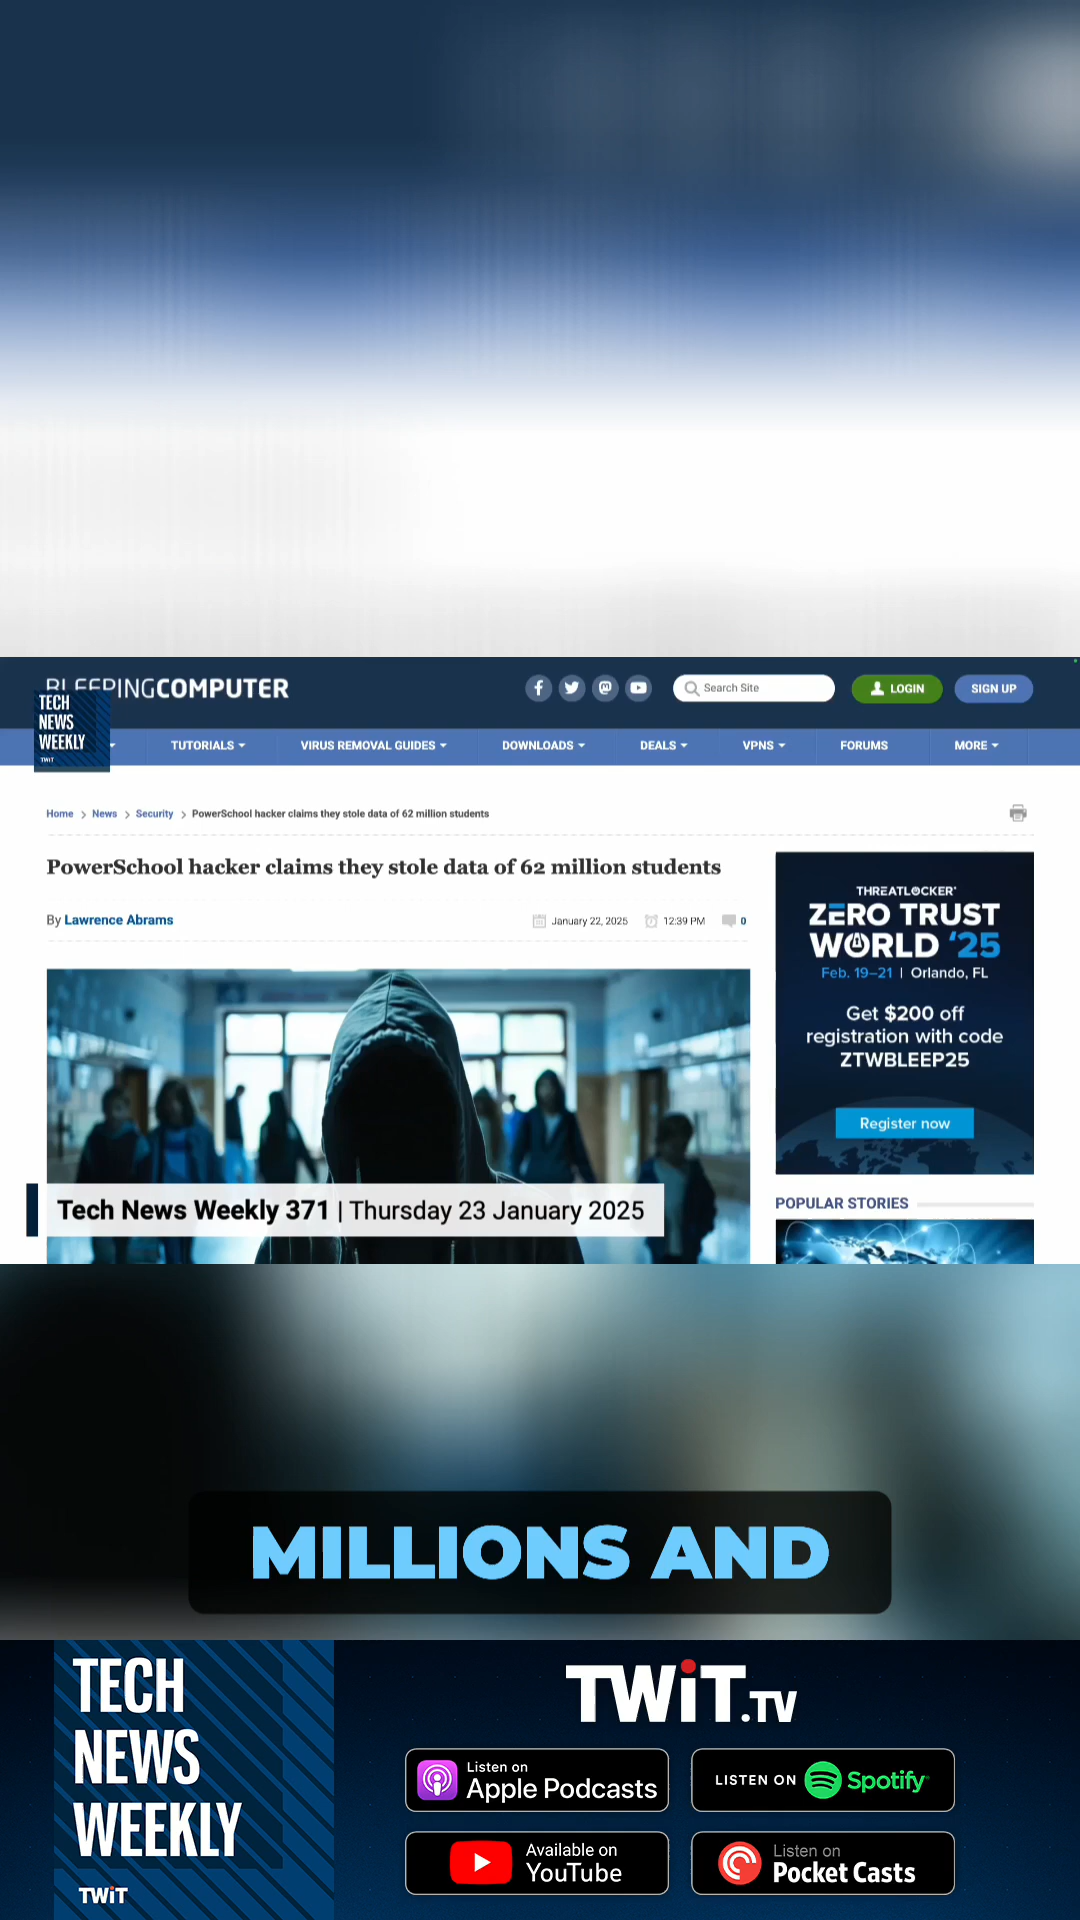 BLEEPINGCOMPUTER
Search Site
LOGIN
SIGN UP
TECH
NEWS
WEEKLY
TWiT
TUTORIALS
VIRUS REMOVAL GUIDES
DOWNLOADS
DEALS
VPNS
FORUMS
MORE
Home > News > Security > PowerSchool hacker claims they stole data of 62 million students
PowerSchool hacker claims they stole data of 62 million students
By Lawrence Abrams
January 22, 2025
12:39 PM
0
THREATLOCKER
ZERO TRUST
WORLD '25
Feb. 19–21 | Orlando, FL
Get $200 off
registration with code
ZTWBLEEP25
Register now
POPULAR STORIES
Tech News Weekly 371 | Thursday 23 January 2025
MILLIONS AND
TECH
NEWS
WEEKLY
TWiT
TWiT.TV
Listen on
Apple Podcasts
LISTEN ON Spotify
Available on
YouTube
Listen on
Pocket Casts